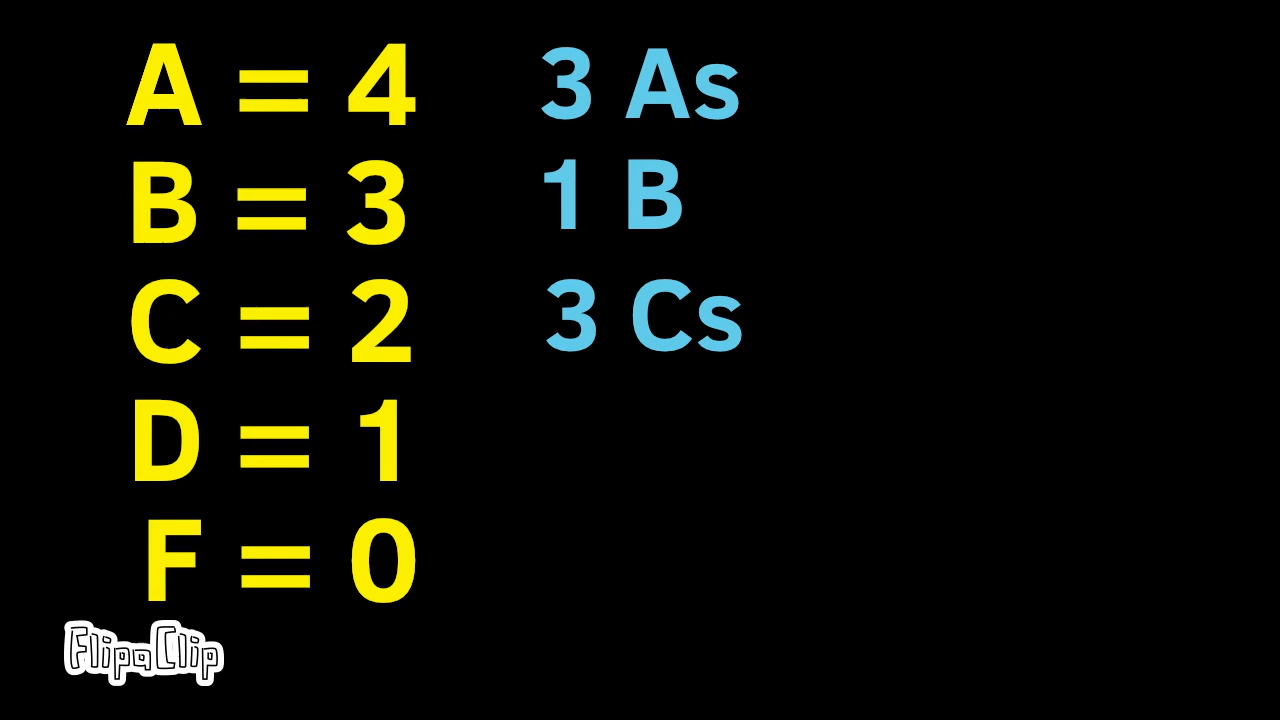 A = 4
B = 3
C = 2
D = 1
F = 0
3 As
1 B
3 Cs
FlipaClip